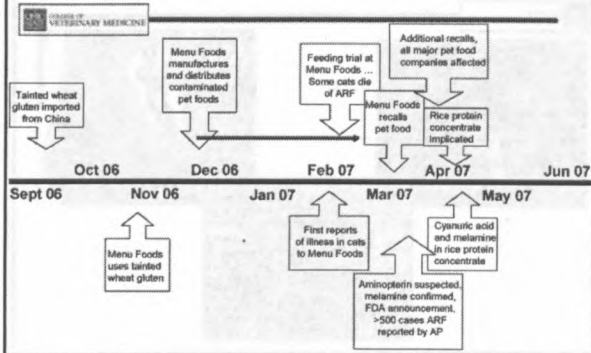 COLLEGE OF
VETERINARY MEDICINE
Tainted wheat
gluten imported
from China
Menu Foods
manufactures
and distributes
contaminated
pet foods
Feeding trial at
Menu Foods ...
Some cats die
of ARF
Menu Foods
recalls
pet food
Additional recalls,
all major pet food
companies affected
Rice protein
concentrate
implicated
Oct 06 Dec 06 Feb 07 Apr 07 Jun 07
Sept 06 Nov 06 Jan 07 Mar 07 May 07
Menu Foods
uses tainted
wheat gluten
First reports
of illness in cats
to Menu Foods
Aminopterin suspected,
melamine confirmed,
FDA announcement,
>500 cases ARF
reported by AP
Cyanuric acid
and melamine
in rice protein
concentrate